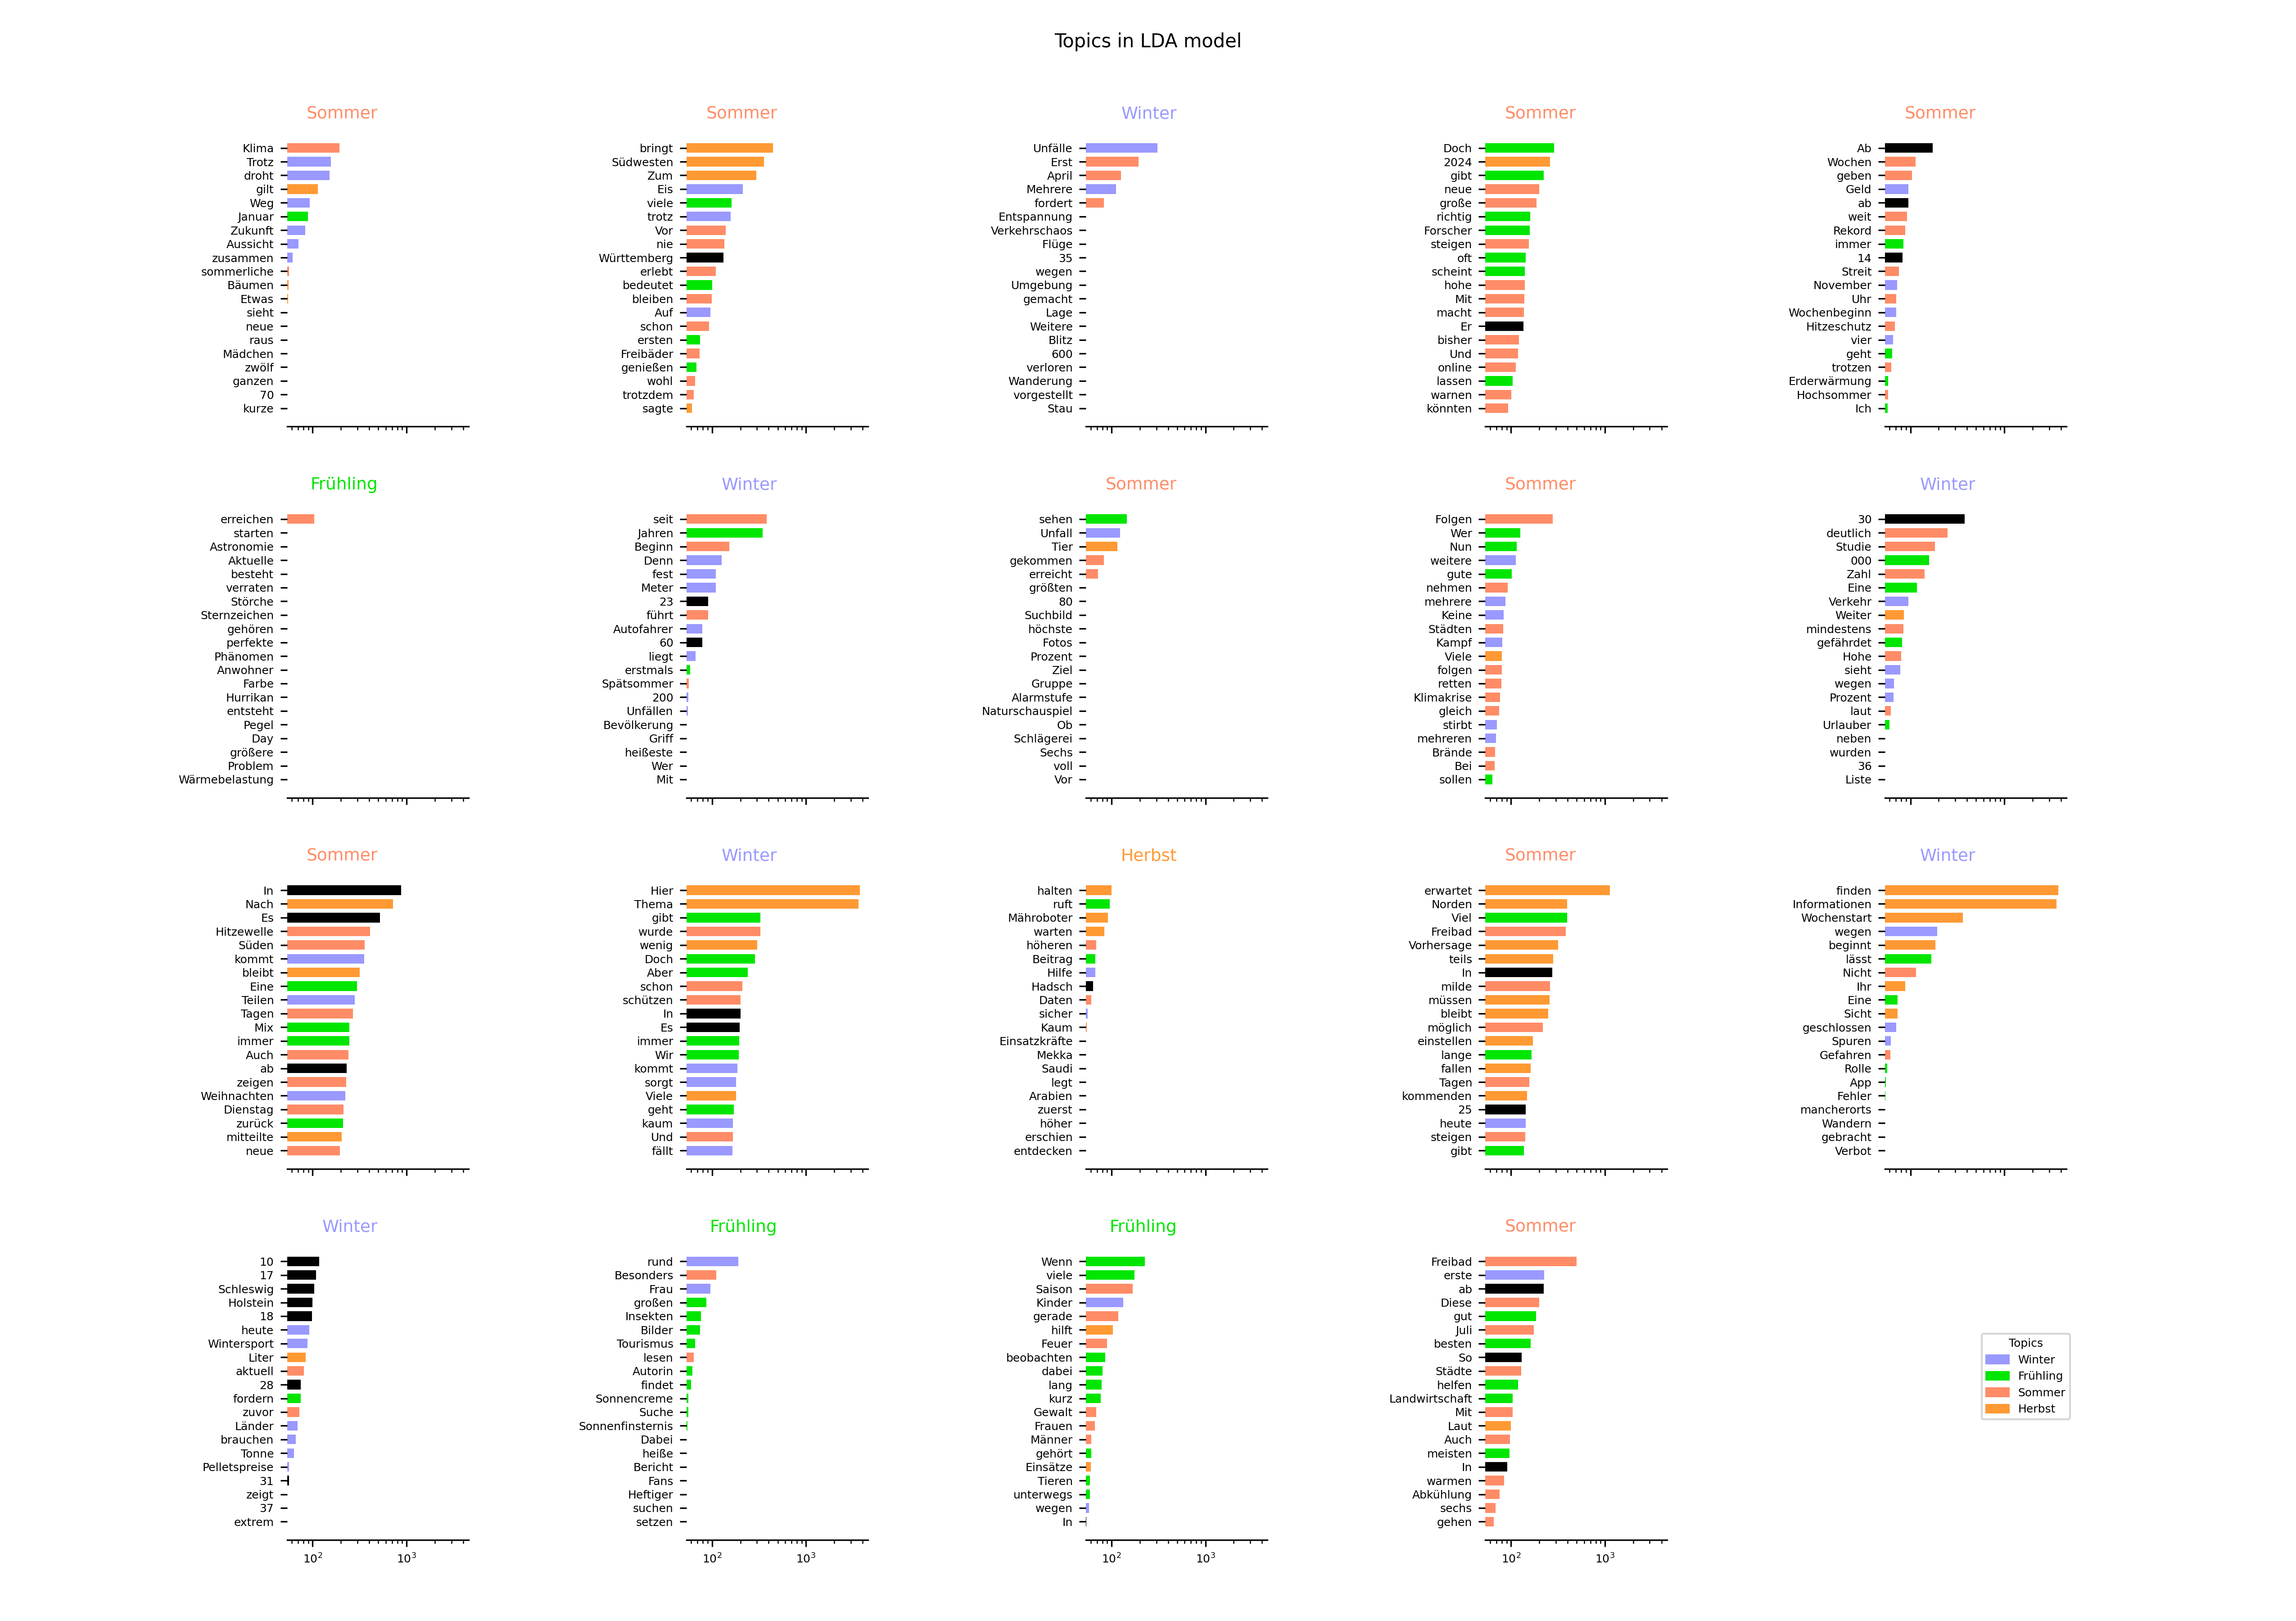 Topics in LDA model
Sommer
Klima
Trotz
droht
gilt
Weg
Januar
Zukunft
Aussicht
zusammen
sommerliche
Bäumen
Etwas
sieht
neue
raus
Mädchen
zwölf
ganzen
70
kurze
Sommer
bringt
Südwesten
Zum
Eis
viele
trotz
Vor
nie
Württemberg
erlebt
bedeutet
bleiben
Auf
schon
ersten
Freibäder
genießen
wohl
trotzdem
sagte
Winter
Unfälle
Erst
April
Mehrere
fordert
Entspannung
Verkehrschaos
Flüge
35
wegen
Umgebung
gemacht
Lage
Weitere
Blitz
600
verloren
Wanderung
vorgestellt
Stau
Sommer
Doch
2024
gibt
neue
große
richtig
Forscher
steigen
oft
scheint
hohe
Mit
macht
Er
bisher
Und
online
lassen
warnen
könnten
Sommer
Ab
Wochen
geben
Geld
ab
weit
Rekord
immer
14
Streit
November
Uhr
Wochenbeginn
Hitzeschutz
vier
geht
trotzen
Erderwärmung
Hochsommer
Ich
Frühling
erreichen
starten
Astronomie
Aktuelle
besteht
verraten
Störche
Sternzeichen
gehören
perfekte
Phänomen
Anwohner
Farbe
Hurrikan
entsteht
Pegel
Day
größere
Problem
Wärmebelastung
Winter
seit
Jahren
Beginn
Denn
fest
Meter
23
führt
Autofahrer
60
liegt
erstmals
Spätsommer
200
Unfällen
Bevölkerung
Griff
heißeste
Wer
Mit
Sommer
sehen
Unfall
Tier
gekommen
erreicht
größten
80
Suchbild
höchste
Fotos
Prozent
Ziel
Gruppe
Alarmstufe
Naturschauspiel
Ob
Schlägerei
Sechs
voll
Vor
Sommer
Folgen
Wer
Nun
weitere
gute
nehmen
mehrere
Keine
Städten
Kampf
Viele
folgen
retten
Klimakrise
gleich
stirbt
mehreren
Brände
Bei
sollen
Winter
30
deutlich
Studie
000
Zahl
Eine
Verkehr
Weiter
mindestens
gefährdet
Hohe
sieht
wegen
Prozent
laut
Urlauber
neben
wurden
36
Liste
Sommer
In
Nach
Es
Hitzewelle
Süden
kommt
bleibt
Eine
Teilen
Tagen
Mix
immer
Auch
ab
zeigen
Weihnachten
Dienstag
zurück
mitteilte
neue
Winter
Hier
Thema
gibt
wurde
wenig
Doch
Aber
schon
schützen
In
Es
immer
Wir
kommt
sorgt
Viele
geht
kaum
Und
fällt
Herbst
halten
ruft
Mähroboter
warten
höheren
Beitrag
Hilfe
Hadsch
Daten
sicher
Kaum
Einsatzkräfte
Mekka
Saudi
legt
Arabien
zuerst
höher
erschien
entdecken
Sommer
erwartet
Norden
Viel
Freibad
Vorhersage
teils
In
milde
müssen
bleibt
möglich
einstellen
lange
fallen
Tagen
kommenden
25
heute
steigen
gibt
Winter
finden
Informationen
Wochenstart
wegen
beginnt
lässt
Nicht
Ihr
Eine
Sicht
geschlossen
Spuren
Gefahren
Rolle
App
Fehler
mancherorts
Wandern
gebracht
Verbot
Winter
10
17
Schleswig
Holstein
18
heute
Wintersport
Liter
aktuell
28
fordern
zuvor
Länder
brauchen
Tonne
Pelletspreise
31
zeigt
37
extrem
10²
10³
Frühling
rund
Besonders
Frau
großen
Insekten
Bilder
Tourismus
lesen
Autorin
findet
Sonnencreme
Suche
Sonnenfinsternis
Dabei
heiße
Bericht
Fans
Heftiger
suchen
setzen
10²
10³
Frühling
Wenn
viele
Saison
Kinder
gerade
hilft
Feuer
beobachten
dabei
lang
kurz
Gewalt
Frauen
Männer
gehört
Einsätze
Tieren
unterwegs
wegen
In
10²
10³
Sommer
Freibad
erste
ab
Diese
gut
Juli
besten
So
Städte
helfen
Landwirtschaft
Mit
Laut
Auch
meisten
In
warmen
Abkühlung
sechs
gehen
10²
10³
Topics
Winter
Frühling
Sommer
Herbst